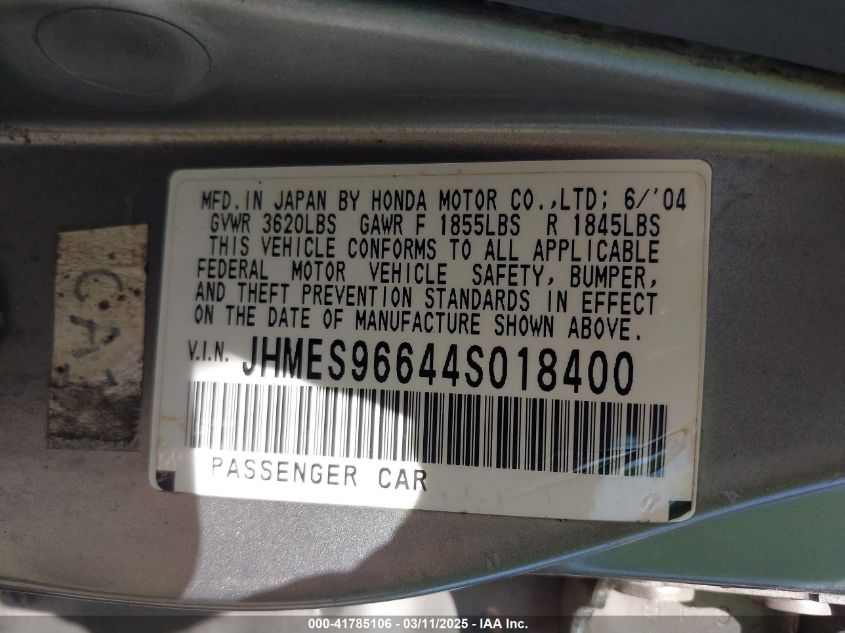 MFD. IN JAPAN BY HONDA MOTOR CO.,LTD; 6/'04
GVWR 3620LBS GAWR F 1855LBS R 1845LBS
THIS VEHICLE CONFORMS TO ALL APPLICABLE
FEDERAL MOTOR VEHICLE SAFETY, BUMPER,
AND THEFT PREVENTION STANDARDS IN EFFECT
ON THE DATE OF MANUFACTURE SHOWN ABOVE.
V.I.N. JHMES96644S018400
PASSENGER CAR
CA1
000-41785106 - 03/11/2025 - IAA Inc.